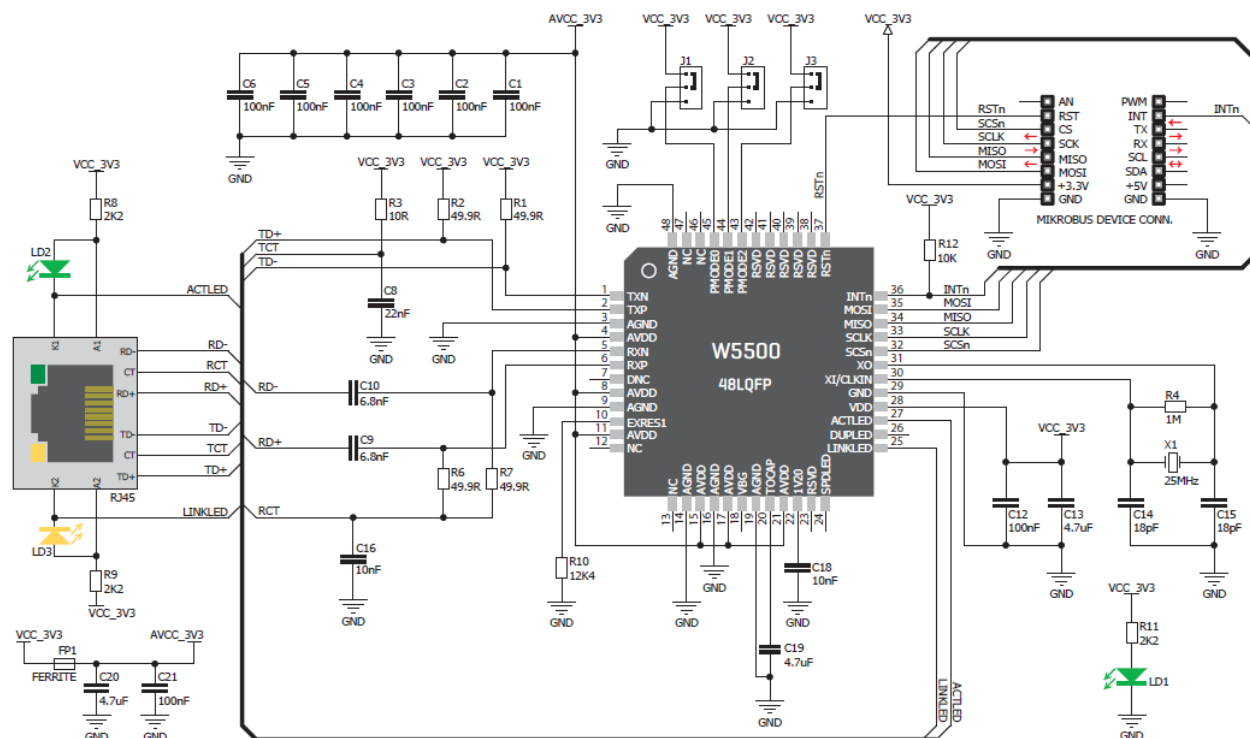 AVCC_3V3
VCC_3V3
VCC_3V3
VCC_3V3
VCC_3V3
J1
J2
J3
C6
100nF
C5
100nF
C4
100nF
C3
100nF
C2
100nF
C1
100nF
GND
GND
RSTn
SCSn
SCLK
MISO
MOSI
AN
RST
CS
SCK
MISO
MOSI
+3.3V
GND
PWM
INT
TX
RX
SCL
SDA
+5V
GND
INTn
MIKROBUS DEVICE CONN.
GND
GND
VCC_3V3
R8
2K2
LD2
ACTLED
VCC_3V3
VCC_3V3
VCC_3V3
R3
10R
R2
49.9R
R1
49.9R
TD+
TCT
TD-
C8
22nF
GND
GND
GND
RSTn
VCC_3V3
R12
10K
48
47
46
45
44
43
42
41
40
39
38
37
AGND
NC
NC
PMODE0
PMODE1
PMODE2
RSVD
RSVD
RSVD
RSVD
RSVD
RSTn
1 TXN
2 TXP
3 AGND
4 AVDD
5 RXN
6 RXP
7 DNC
8 AVDD
9 AGND
10 EXRES1
11 AVDD
12 NC
W5500
48LQFP
INTn 36 INTn
MOSI 35 MOSI
MISO 34 MISO
SCLK 33 SCLK
SCSn 32 SCSn
XO 31
XI/CLKIN 30
GND 29
VDD 28
ACTLED 27
DUPLED 26
LINKLED 25
NC
AGND
AVDD
AGND
AVDD
VBG
AGND
TOCAP
AVDD
1V20
RSVD
SPDLED
13
14
15
16
17
18
19
20
21
22
23
24
K1
A1
RD-
CT
RD+
TD-
CT
TD+
K2
A2
RJ45
RD-
RCT
RD+
TD-
TCT
TD+
LINKLED
LD3
R9
2K2
VCC_3V3
RD-
C10
6.8nF
RD+
C9
6.8nF
R6
49.9R
R7
49.9R
RCT
C16
10nF
GND
GND
R10
12K4
GND
GND
GND
C18
10nF
GND
C19
4.7uF
GND
R4
1M
X1
25MHz
C14
18pF
C15
18pF
GND
VCC_3V3
C12
100nF
C13
4.7uF
GND
VCC_3V3
R11
2K2
LD1
GND
LINKLED
ACTLED
VCC_3V3
AVCC_3V3
FP1
FERRITE
C20
4.7uF
C21
100nF
GND
GND